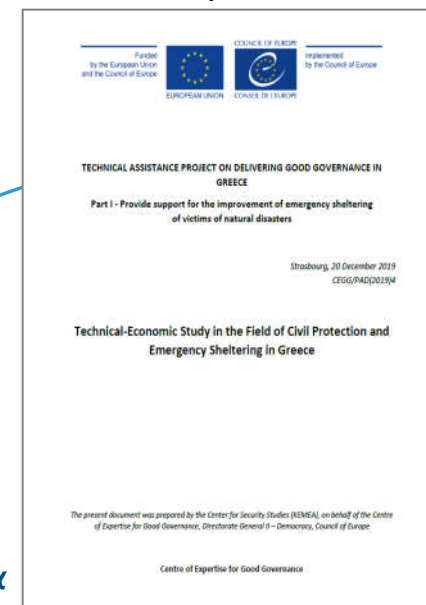 Funded
by the European Union
and the Council of Europe
EUROPEAN UNION
COUNCIL OF EUROPE
CONSEIL DE L'EUROPE
Implemented
by the Council of Europe
TECHNICAL ASSISTANCE PROJECT ON DELIVERING GOOD GOVERNANCE IN
GREECE
Part I - Provide support for the improvement of emergency sheltering
of victims of natural disasters
Strasbourg, 20 December 2019
CEGG/PAD(2019)4
Technical-Economic Study in the Field of Civil Protection and
Emergency Sheltering in Greece
The present document was prepared by the Center for Security Studies (KEMEA), on behalf of the Centre
of Expertise for Good Governance, Directorate General II – Democracy, Council of Europe
Centre of Expertise for Good Governance